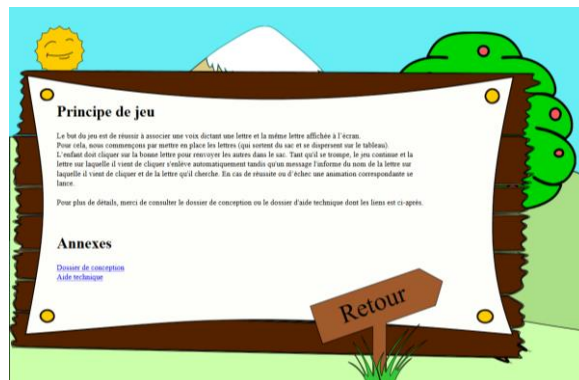 Principe de jeu
Le but du jeu est de réussir à associer une voix dictant une lettre et la même lettre affichée à l'écran.
Pour cela, nous commençons par mettre en place les lettres (qui sortent du sac et se dispersent sur le tableau).
L'enfant doit cliquer sur la bonne lettre pour renvoyer les autres dans le sac. Tant qu'il se trompe, le jeu continue et la
lettre sur laquelle il vient de cliquer s'enlève automatiquement tandis qu'un message l'informe du nom de la lettre sur
laquelle il vient de cliquer et de la lettre qu'il cherche. En cas de réussite ou d'échec une animation correspondante se
lance.
Pour plus de détails, merci de consulter le dossier de conception ou le dossier d'aide technique dont les liens est ci-après.
Annexes
Dossier de conception
Aide technique
Retour